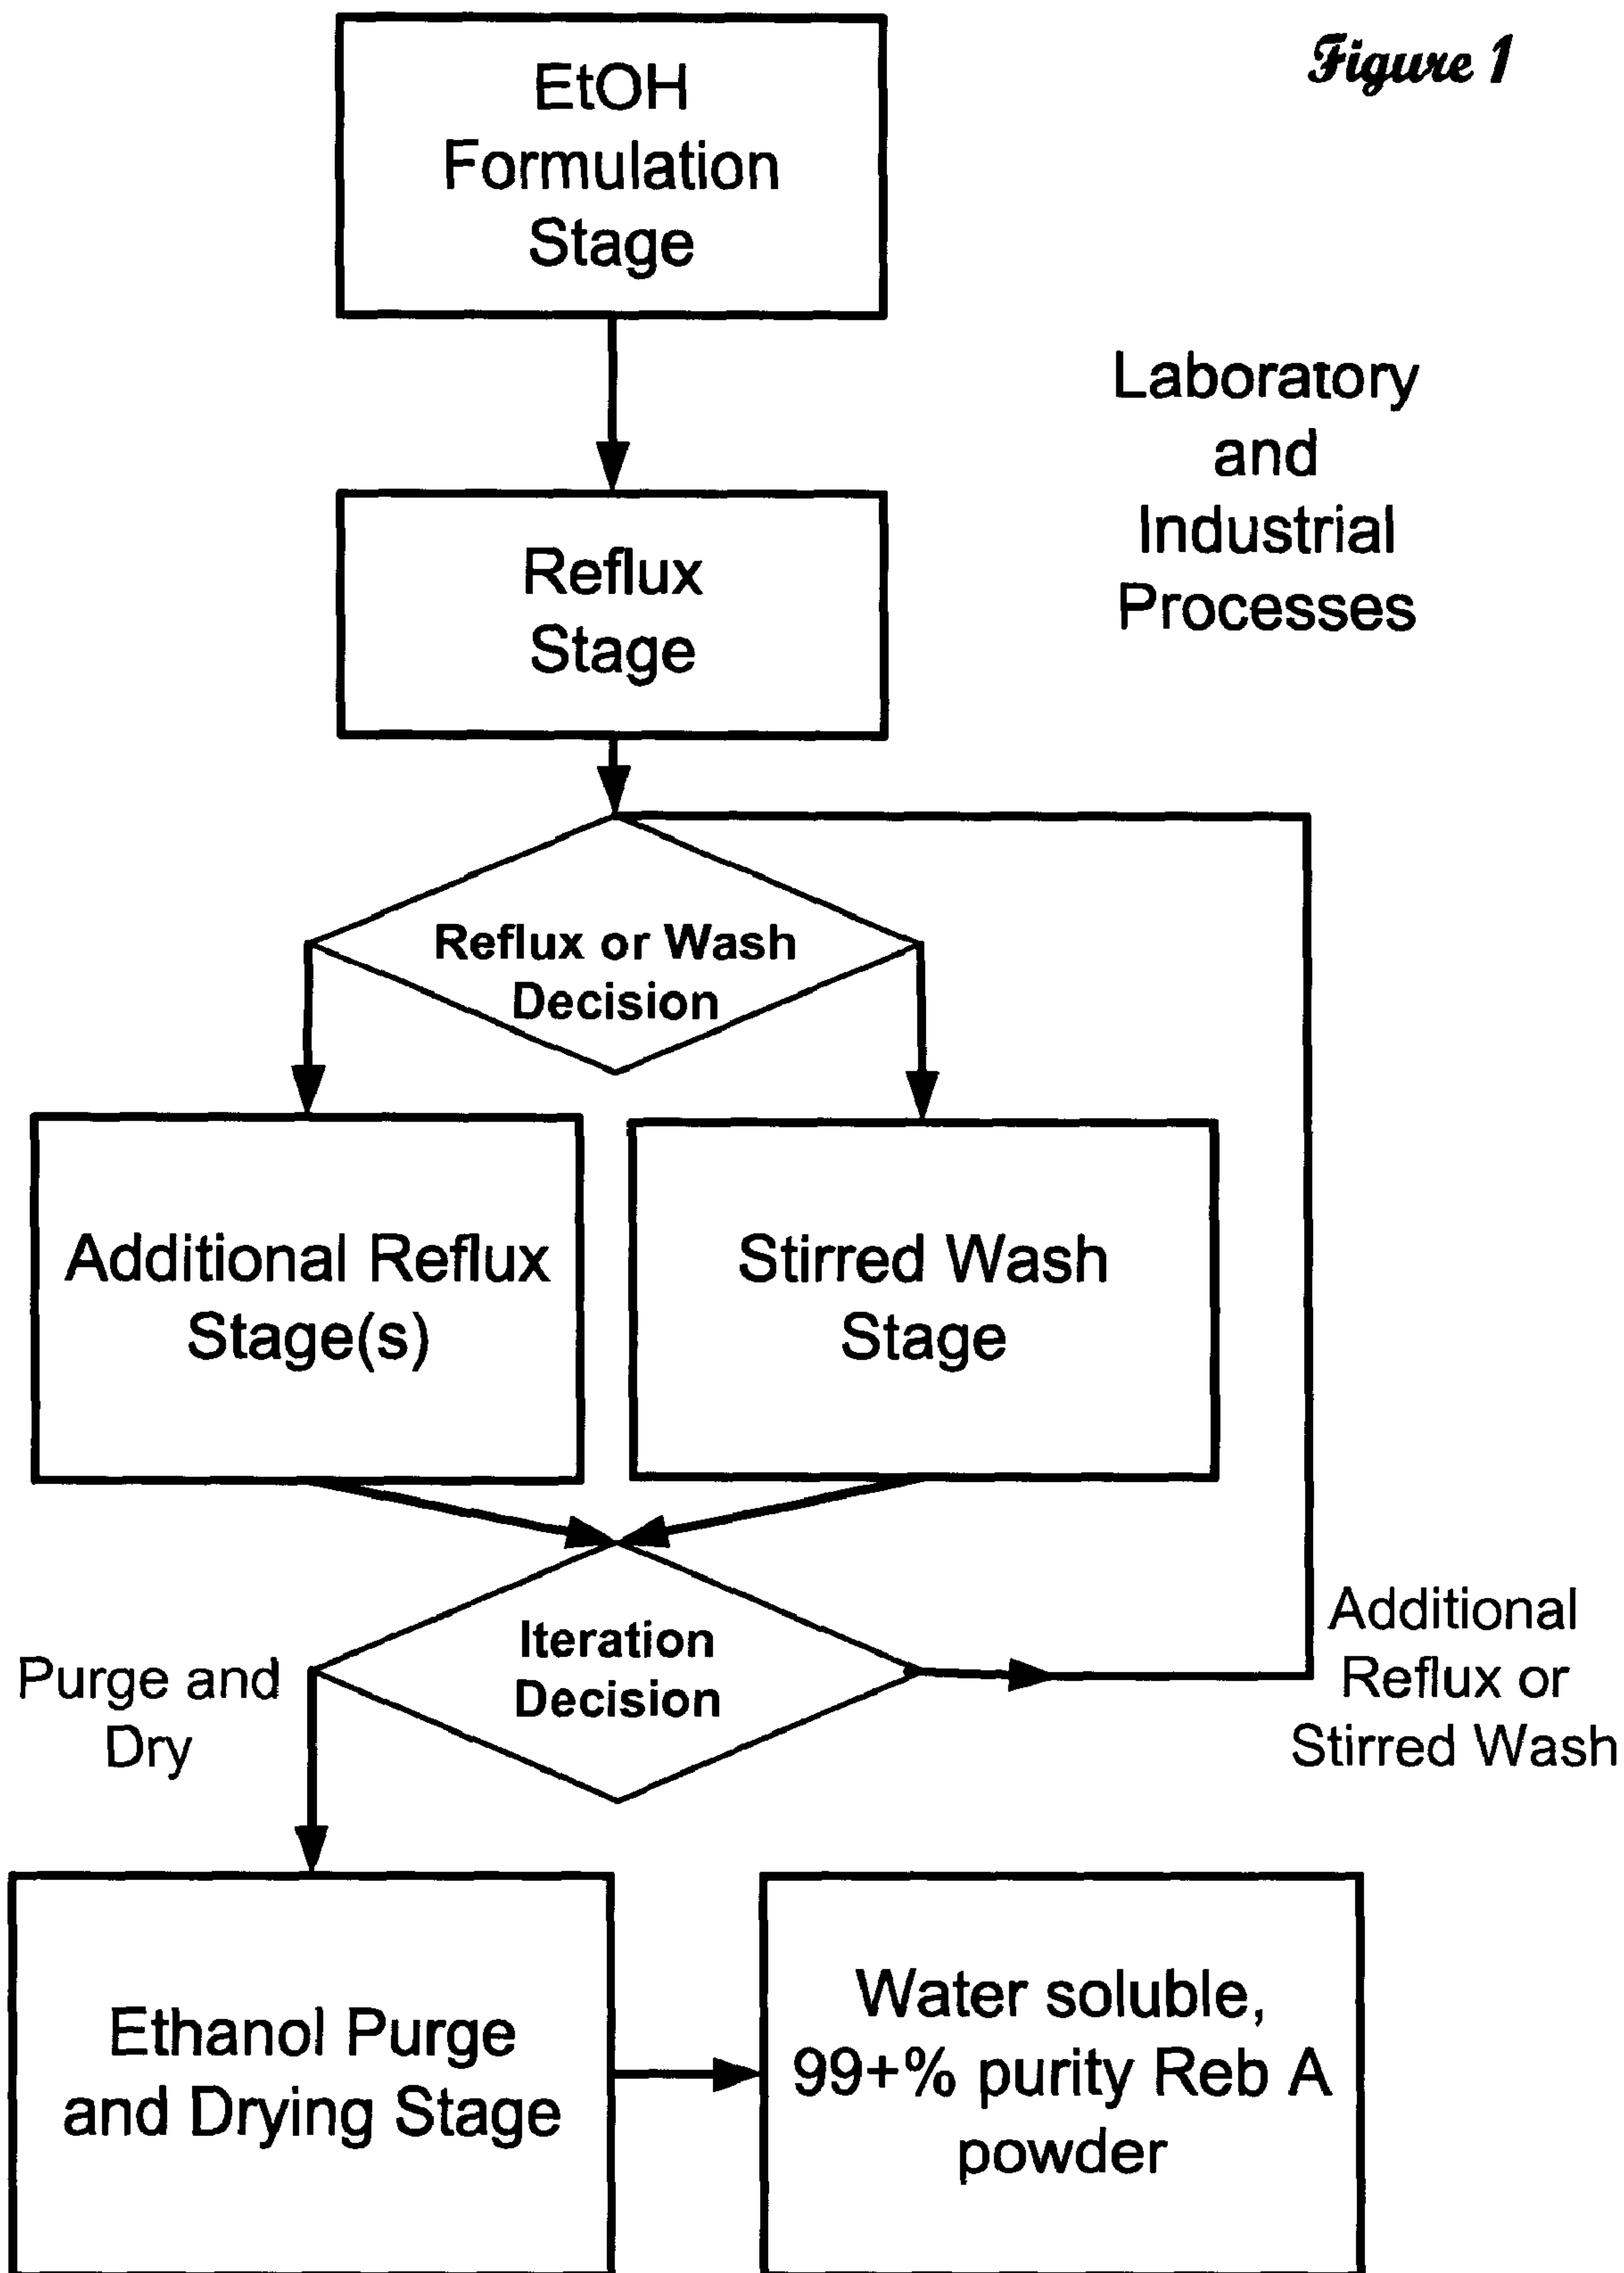 Figure 1
EtOH
Formulation
Stage
Laboratory
and
Industrial
Processes
Reflux
Stage
Reflux or Wash
Decision
Additional Reflux
Stage(s)
Stirred Wash
Stage
Iteration
Decision
Purge and
Dry
Additional
Reflux or
Stirred Wash
Ethanol Purge
and Drying Stage
Water soluble,
99+% purity Reb A
powder